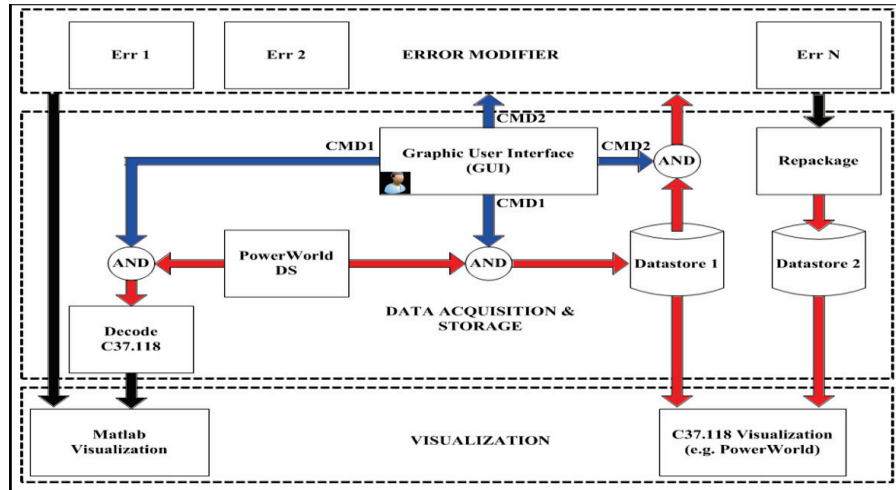 Err 1
Err 2
ERROR MODIFIER
Err N
CMD2
CMD1
Graphic User Interface
(GUI)
CMD2
AND
Repackage
CMD1
AND
PowerWorld
DS
AND
Datastore 1
Datastore 2
DATA ACQUISITION &
STORAGE
Decode
C37.118
Matlab
Visualization
VISUALIZATION
C37.118 Visualization
(e.g. PowerWorld)